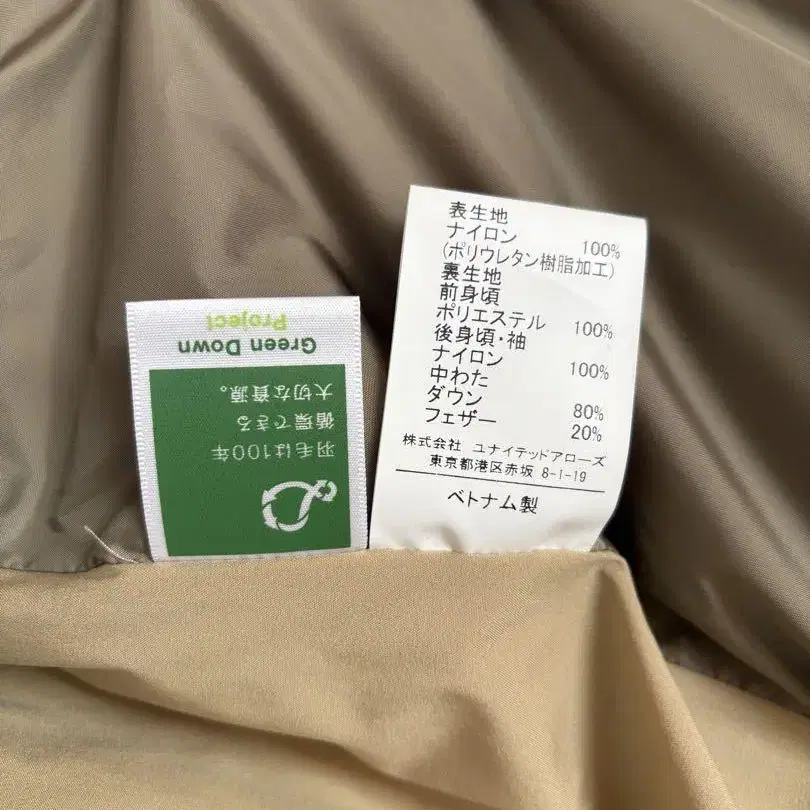 羽毛は100年
循環できる
大切な資源。
Green Down
Project
表生地
ナイロン 100%
(ポリウレタン樹脂加工)
裏生地
前身頃
ポリエステル 100%
後身頃・袖
ナイロン 100%
中わた
ダウン 80%
フェザー 20%
株式会社 ユナイテッドアローズ
東京都港区赤坂 8-1-19
ベトナム製